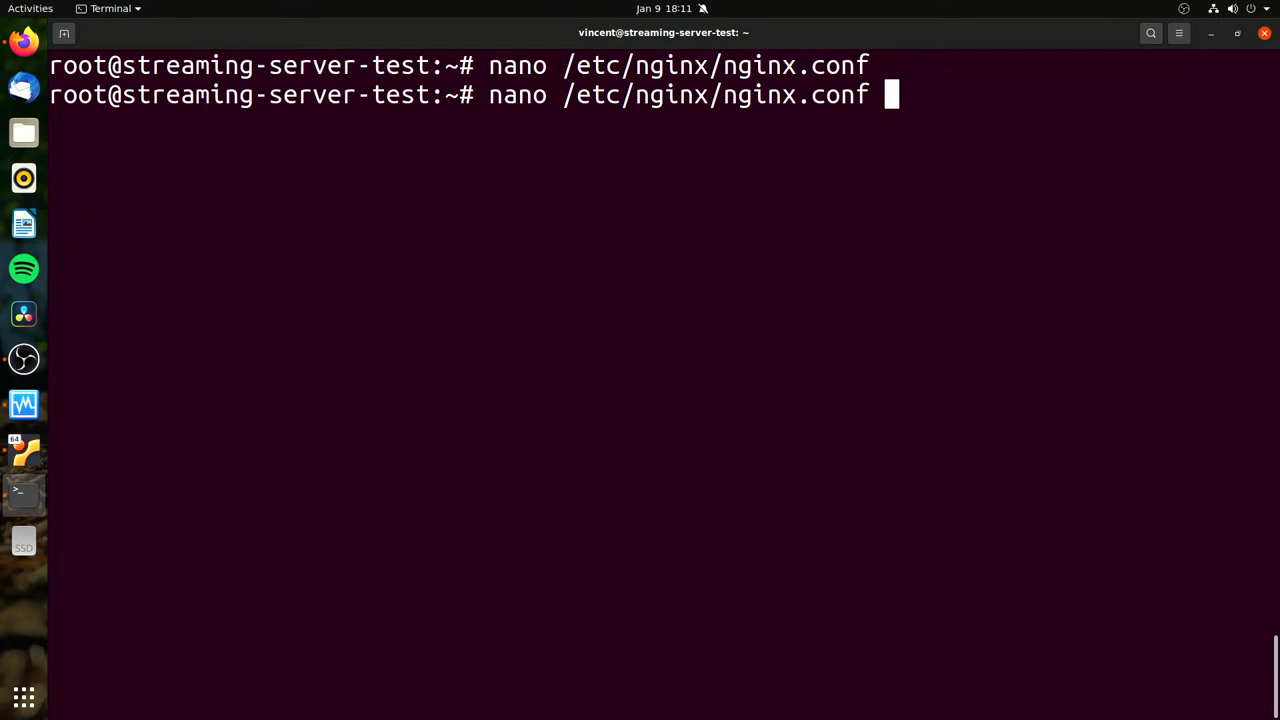 Activities
Terminal
Jan 9 18:11
vincent@streaming-server-test: ~
root@streaming-server-test:~# nano /etc/nginx/nginx.conf
root@streaming-server-test:~# nano /etc/nginx/nginx.conf
64
>_
SSD